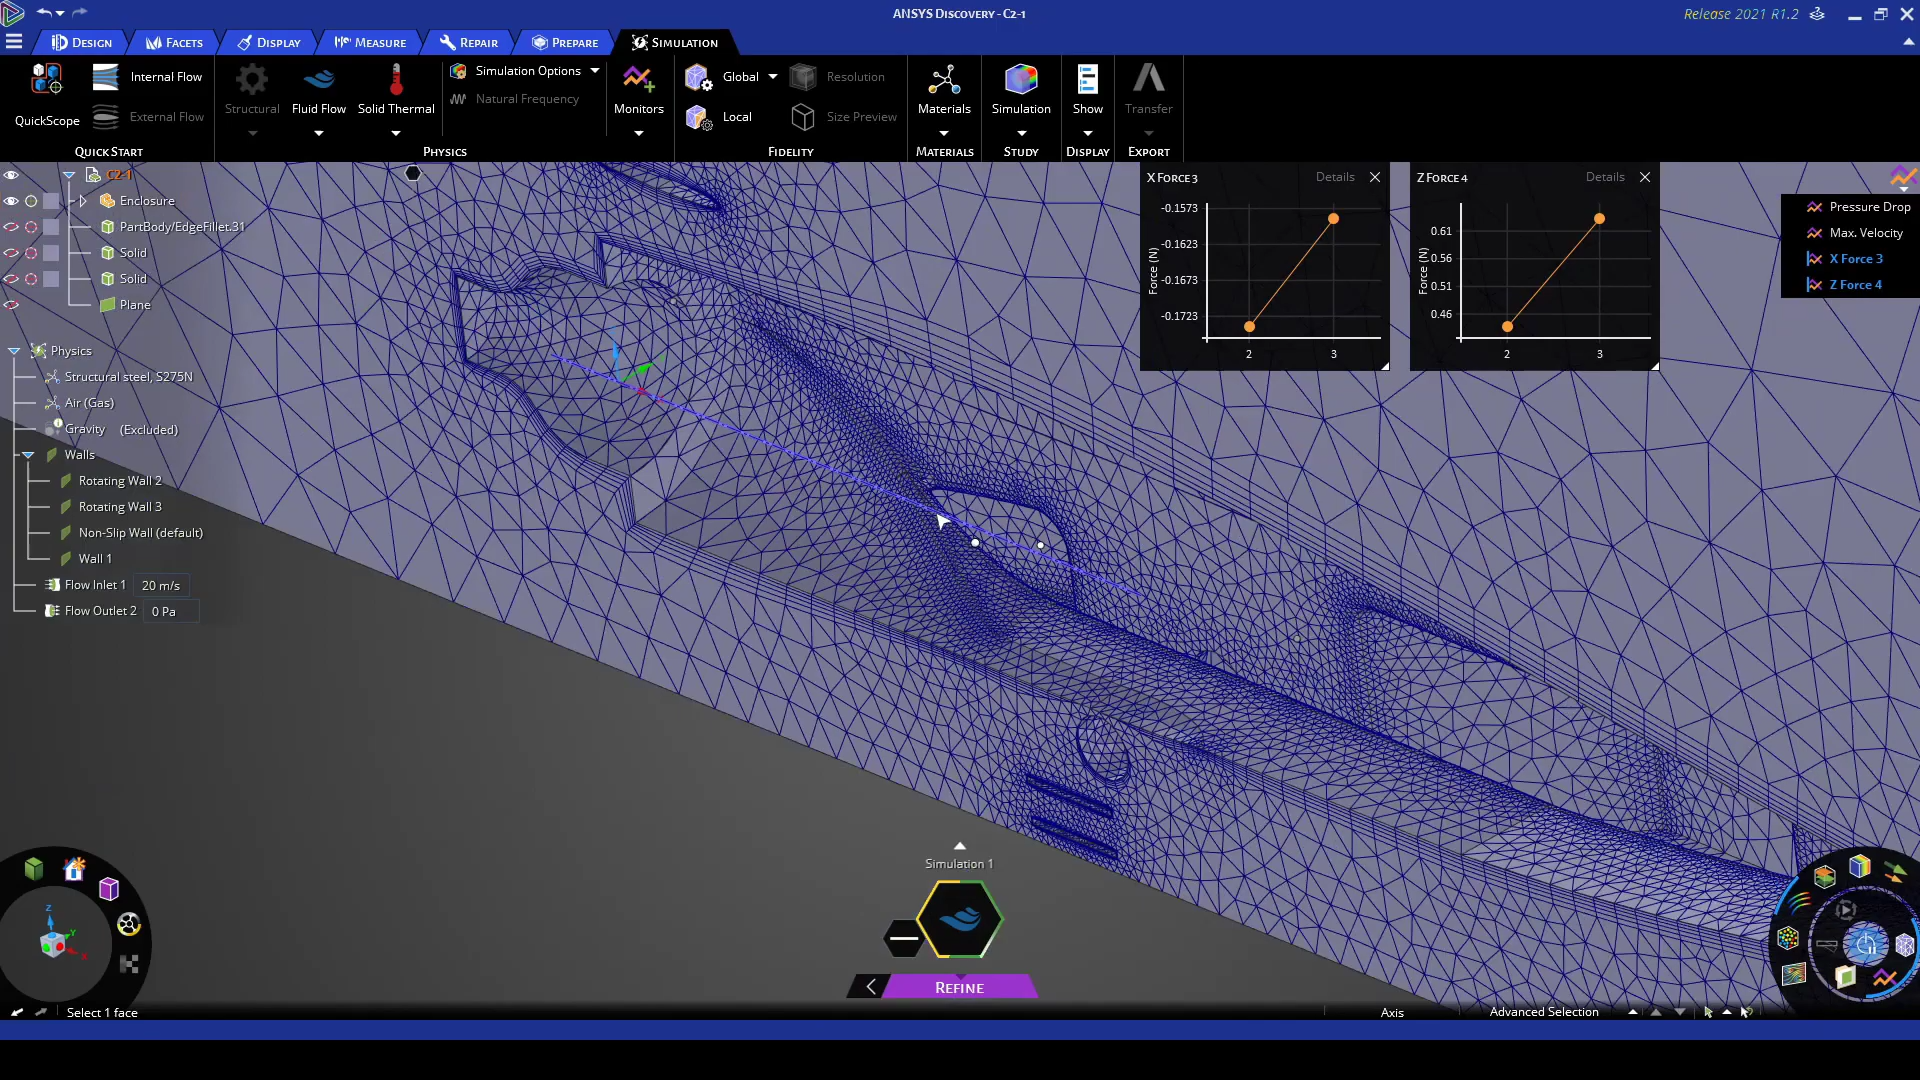 ANSYS DISCOVERY - C2-1
Release 2021 R1.2
DESIGN
FACETS
DISPLAY
MEASURE
REPAIR
PREPARE
SIMULATION
QuickScope
Internal Flow
External Flow
QUICK START
Structural
Fluid Flow
Solid Thermal
Simulation Options
Natural Frequency
PHYSICS
Monitors
Global
Local
Resolution
Size Preview
FIDELITY
Materials
MATERIALS
Simulation
STUDY
Show
DISPLAY
Transfer
EXPORT
C2-1
Enclosure
PartBody/EdgeFillet.31
Solid
Solid
Plane
Physics
Structural steel, S275N
Air (Gas)
Gravity (Excluded)
Walls
Rotating Wall 2
Rotating Wall 3
Non-Slip Wall (default)
Wall 1
Flow Inlet 1 20 m/s
Flow Outlet 2 0 Pa
X FORCE 3 Details
-0.1573
-0.1623
-0.1673
-0.1723
Force (N)
2 3
Z FORCE 4 Details
0.61
0.56
0.51
0.46
Force (N)
2 3
Pressure Drop
Max. Velocity
X Force 3
Z Force 4
Simulation 1
REFINE
Z
Y
X
Select 1 face
Axis
Advanced Selection